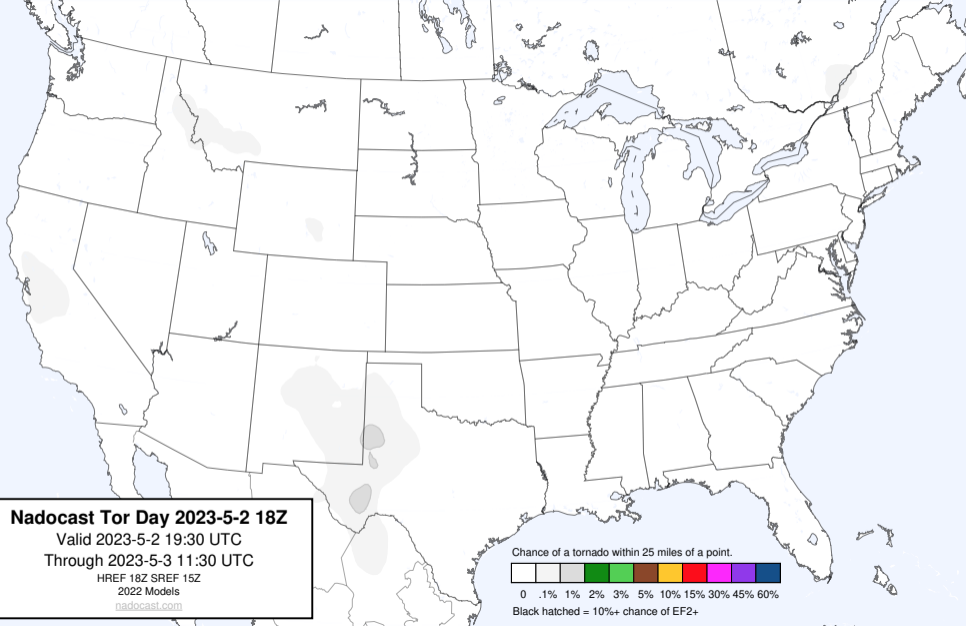 Nadocast Tor Day 2023-5-2 18Z
Valid 2023-5-2 19:30 UTC
Through 2023-5-3 11:30 UTC
HREF 18Z SREF 15Z
2022 Models
nadocast.com
Chance of a tornado within 25 miles of a point.
0 .1% 1% 2% 3% 5% 10% 15% 30% 45% 60%
Black hatched = 10%+ chance of EF2+